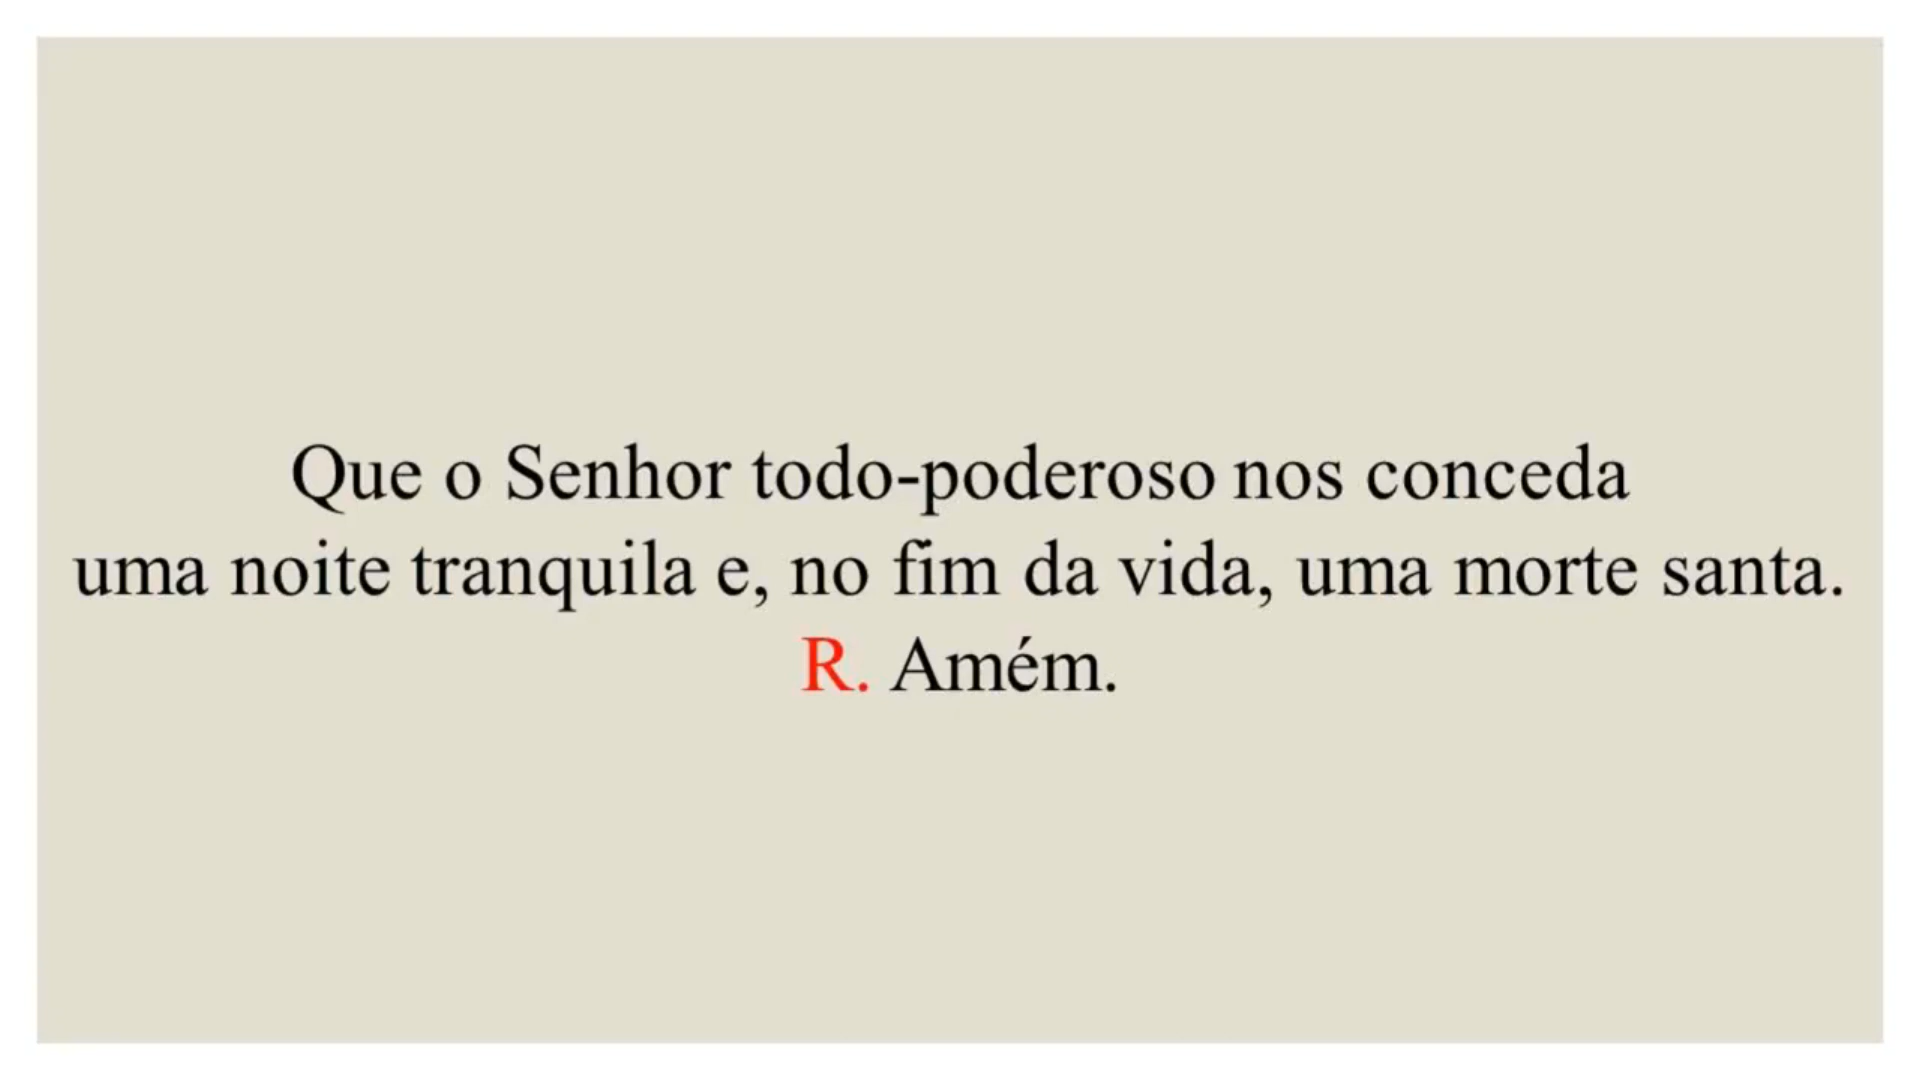 Que o Senhor todo-poderoso nos conceda
uma noite tranquila e, no fim da vida, uma morte santa.
R. Amém.